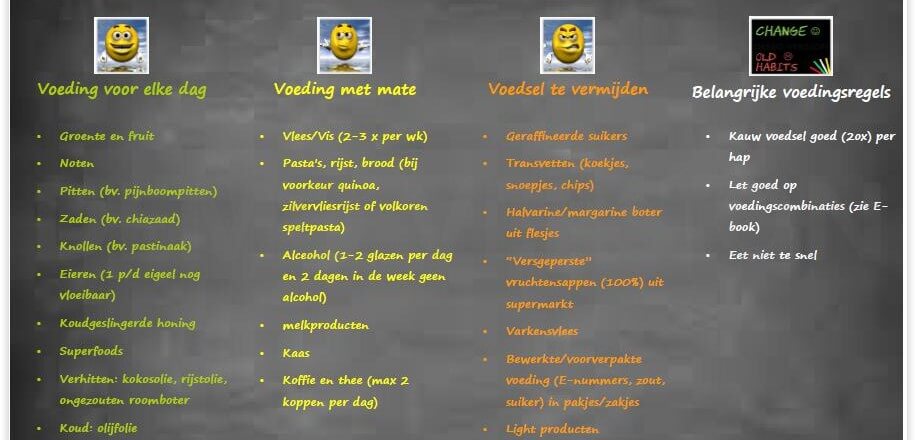 CHANGE
OLD
HABITS
Voeding voor elke dag
Groente en fruit
Noten
Pitten (bv. pijnboompitten)
Zaden (bv. chiazaad)
Knollen (bv. pastinaak)
Eieren (1 p/d eigeel nog
vloeibaar)
Koudgeslingerde honing
Superfoods
Verhitten: kokosolie, rijstolie,
ongezouten roomboter
Koud: olijfolie
Voeding met mate
Vlees/Vis (2-3 x per wk)
Pasta's, rijst, brood (bij
voorkeur quinoa,
zilvervliesrijst of volkoren
speltpasta)
Alceohol (1-2 glazen per dag
en 2 dagen in de week geen
alcohol)
melkproducten
Kaas
Koffie en thee (max 2
koppen per dag)
Voedsel te vermijden
Geraffineerde suikers
Transvetten (koekjes,
snoepjes, chips)
Halvarine/margarine boter
uit flesjes
"Versgeperste"
vruchtensappen (100%) uit
supermarkt
Varkensvlees
Bewerkte/voorverpakte
voeding (E-nummers, zout,
suiker) in pakjes/zakjes
Light producten
Belangrijke voedingsregels
Kauw voedsel goed (20x) per
hap
Let goed op
voedingscombinaties (zie E-
book)
Eet niet te snel